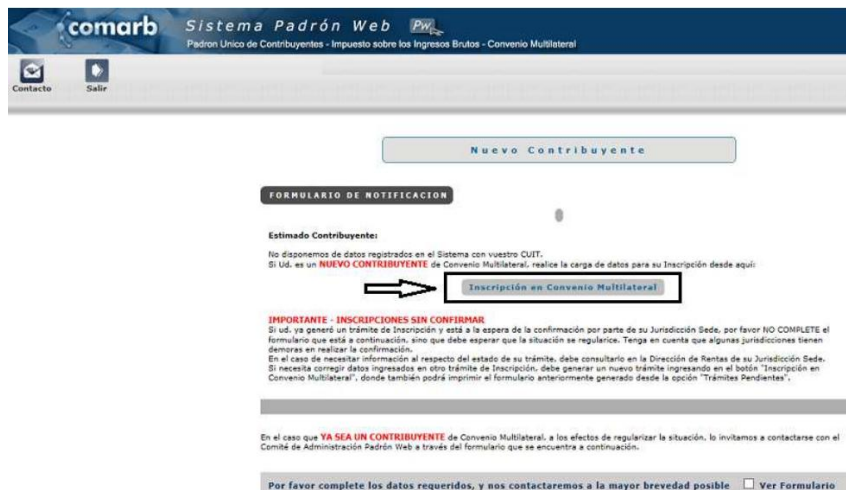 comarb
Sistema Padrón Web Pw
Padron Unico de Contribuyentes - Impuesto sobre los Ingresos Brutos - Convenio Multilateral
Contacto
Salir
Nuevo Contribuyente
FORMULARIO DE NOTIFICACION
Estimado Contribuyente:
No disponemos de datos registrados en el Sistema con vuestro CUIT.
Si Ud. es un NUEVO CONTRIBUYENTE de Convenio Multilateral, realice la carga de datos para su Inscripción desde aquí:
Inscripción en Convenio Multilateral
IMPORTANTE - INSCRIPCIONES SIN CONFIRMAR
Si ud. ya generó un trámite de Inscripción y está a la espera de la confirmación por parte de su Jurisdicción Sede, por favor NO COMPLETE el
formulario que está a continuación, sino que debe esperar que la situación se regularice. Tenga en cuenta que algunas jurisdicciones tienen
demoras en realizar la confirmación.
En el caso de necesitar información al respecto del estado de su trámite, debe consultarlo en la Dirección de Rentas de su Jurisdicción Sede.
Si necesita corregir datos ingresados en otro trámite de Inscripción, debe generar un nuevo trámite ingresando en el botón "Inscripción en
Convenio Multilateral", donde también podrá imprimir el formulario anteriormente generado desde la opción "Trámites Pendientes".
En el caso que YA SEA UN CONTRIBUYENTE de Convenio Multilateral, a los efectos de regularizar la situación, lo invitamos a contactarse con el
Comité de Administración Padrón Web a través del formulario que se encuentra a continuación.
Por favor complete los datos requeridos, y nos contactaremos a la mayor brevedad posible Ver Formulario